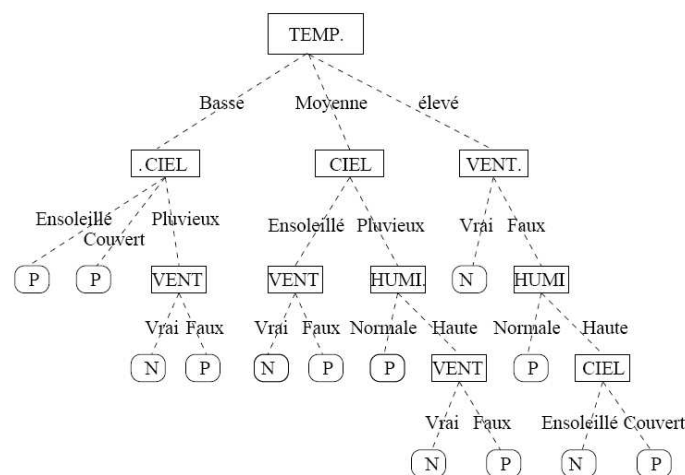 TEMP.
Basse Moyenne élevé
. CIEL CIEL VENT.
Ensoleillé Couvert Pluvieux Ensoleillé Pluvieux Vrai Faux
P P VENT VENT HUMI. N HUMI
Vrai Faux Vrai Faux Normale Haute Normale Haute
N P N P P VENT P CIEL
Vrai Faux Ensoleillé Couvert
N P N P